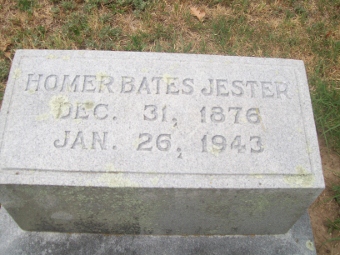 HOMER BATES JESTER
DEC. 31, 1876
JAN. 26, 1943